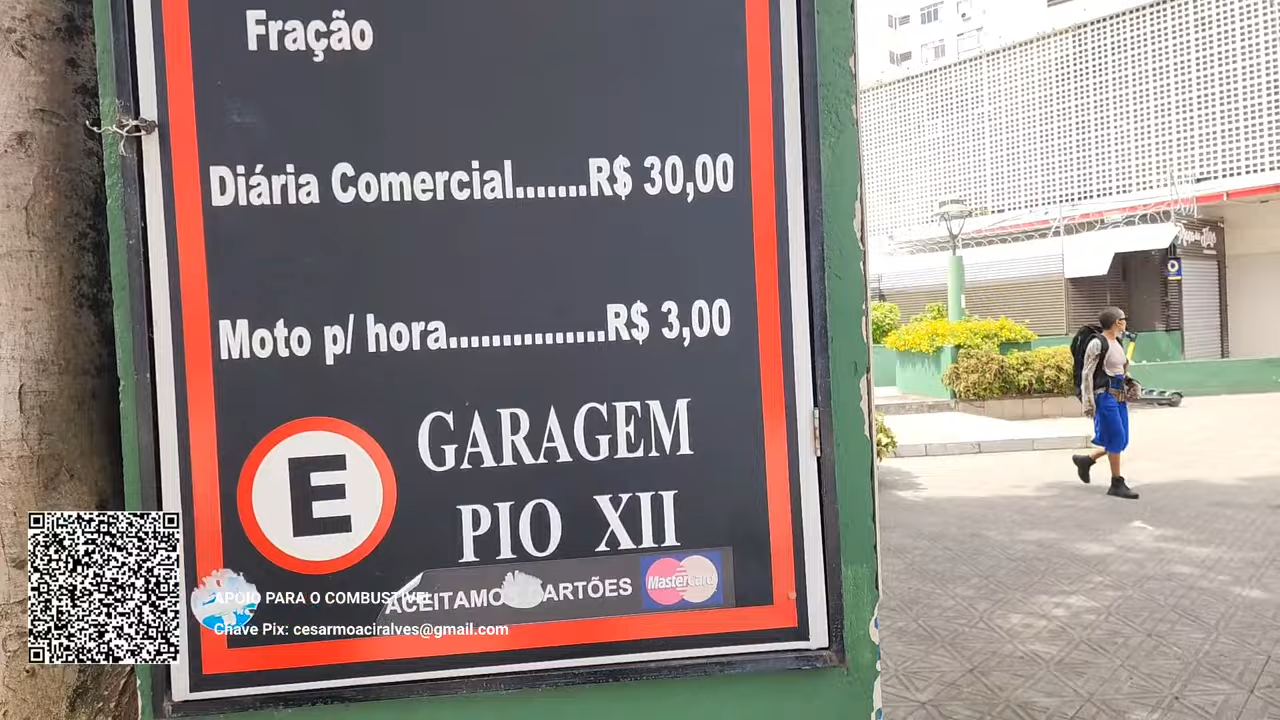 Fração
Diária Comercial.......R$ 30,00
Moto p/ hora...............R$ 3,00
E
GARAGEM
PIO XII
ACEITAMOS CARTÕES
MasterCard
APOIO PARA O COMBUSTÍVEL
Chave Pix: cesarmoaciralves@gmail.com